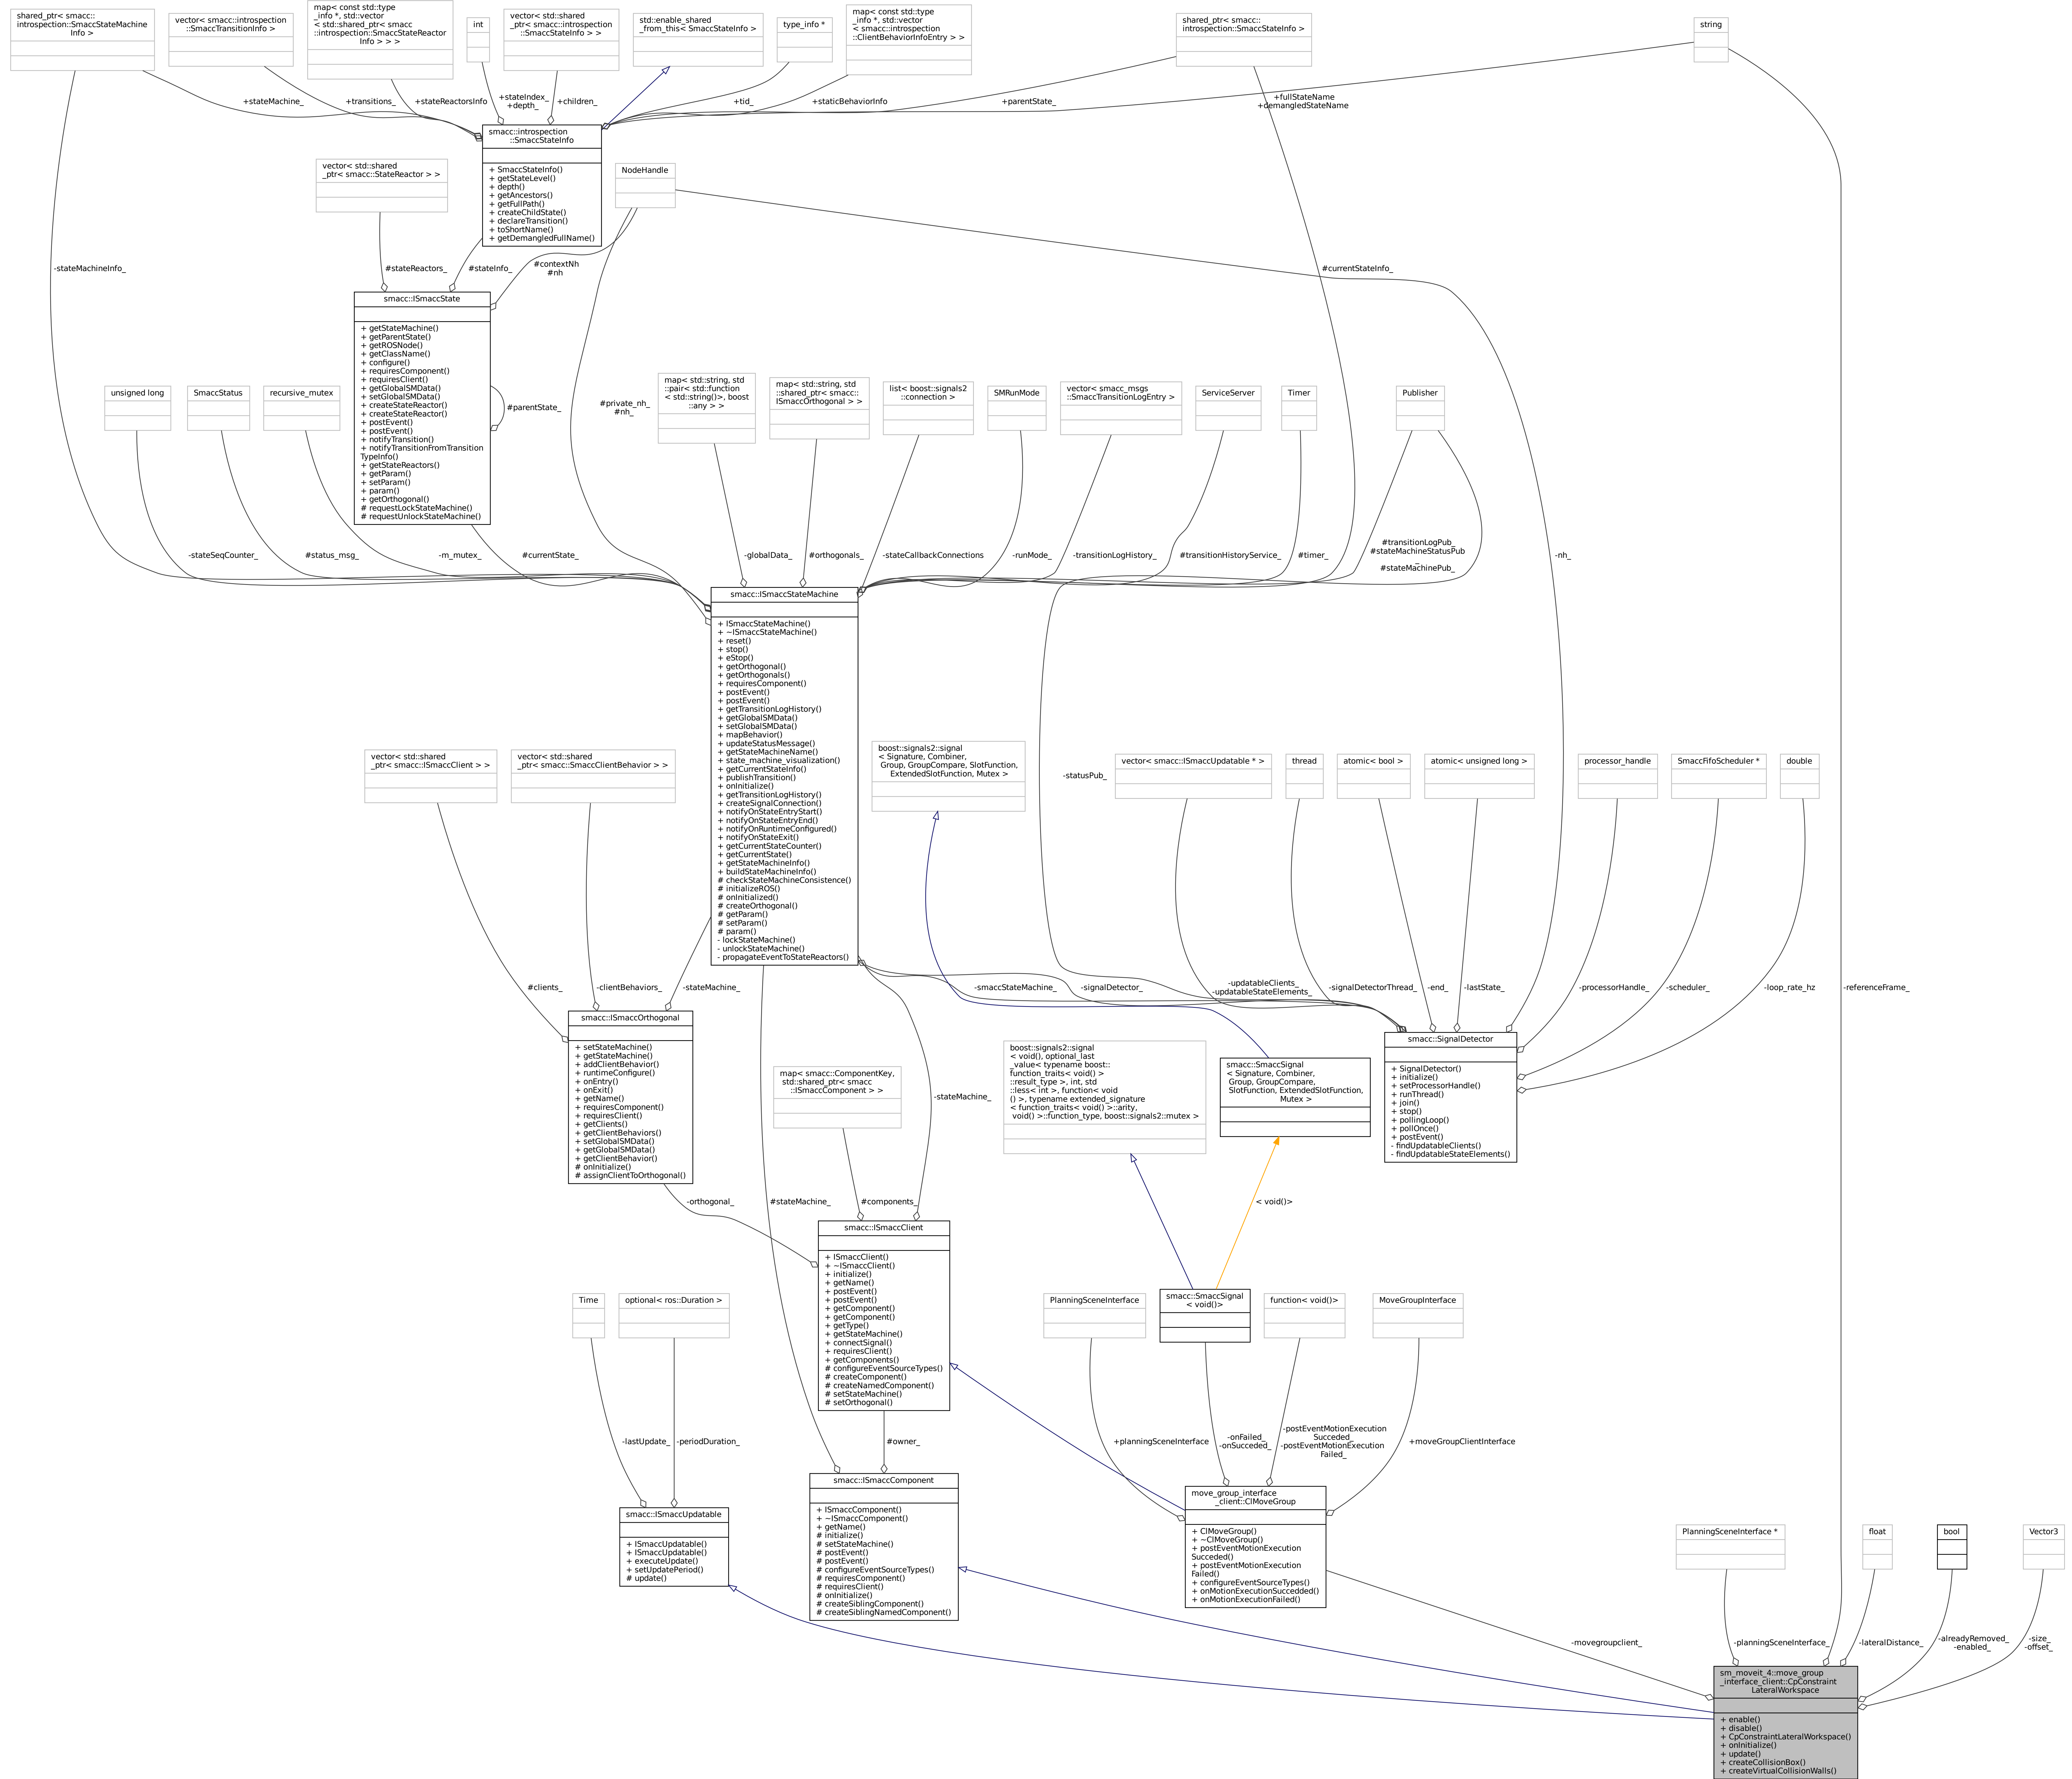 shared_ptr< smacc::
introspection::SmaccStateMachine
Info >
vector< smacc::introspection
::SmaccTransitionInfo >
map< const std::type
_info *, std::vector
< std::shared_ptr< smacc
::introspection::SmaccStateReactor
Info > > >
int
vector< std::shared
_ptr< smacc::introspection
::SmaccStateInfo > >
std::enable_shared
_from_this< SmaccStateInfo >
type_info *
map< const std::type
_info *, std::vector
< smacc::introspection
::ClientBehaviorInfoEntry > >
shared_ptr< smacc::
introspection::SmaccStateInfo >
string
+stateMachine_
+transitions_
+stateReactorsInfo
+stateIndex_
+depth_
+children_
+tid_
+staticBehaviorInfo
+parentState_
+fullStateName
+demangledStateName
smacc::introspection
::SmaccStateInfo
+ SmaccStateInfo()
+ getStateLevel()
+ depth()
+ getAncestors()
+ getFullPath()
+ createChildState()
+ declareTransition()
+ toShortName()
+ getDemangledFullName()
vector< std::shared
_ptr< smacc::StateReactor > >
NodeHandle
-stateMachineInfo_
#stateReactors_
#stateInfo_
#contextNh
#nh
#currentStateInfo_
smacc::ISmaccState
+ getStateMachine()
+ getParentState()
+ getROSNode()
+ getClassName()
+ configure()
+ requiresComponent()
+ requiresClient()
+ getGlobalSMData()
+ setGlobalSMData()
+ createStateReactor()
+ createStateReactor()
+ postEvent()
+ postEvent()
+ notifyTransition()
+ notifyTransitionFromTransition
TypeInfo()
+ getStateReactors()
+ getParam()
+ setParam()
+ param()
+ getOrthogonal()
# requestLockStateMachine()
# requestUnlockStateMachine()
#parentState_
unsigned long
SmaccStatus
recursive_mutex
#private_nh_
#nh_
map< std::string, std
::pair< std::function
< std::string()>, boost
::any > >
map< std::string, std
::shared_ptr< smacc::
ISmaccOrthogonal > >
list< boost::signals2
::connection >
SMRunMode
vector< smacc_msgs
::SmaccTransitionLogEntry >
ServiceServer
Timer
Publisher
-stateSeqCounter_
#status_msg_
-m_mutex_
#currentState_
-globalData_
#orthogonals_
-stateCallbackConnections
-runMode_
-transitionLogHistory_
#transitionHistoryService_
#timer_
#transitionLogPub_
#stateMachineStatusPub
_
#stateMachinePub_
-nh_
smacc::ISmaccStateMachine
+ ISmaccStateMachine()
+ ~ISmaccStateMachine()
+ reset()
+ stop()
+ eStop()
+ getOrthogonal()
+ getOrthogonals()
+ requiresComponent()
+ postEvent()
+ postEvent()
+ getTransitionLogHistory()
+ getGlobalSMData()
+ setGlobalSMData()
+ mapBehavior()
+ updateStatusMessage()
+ getStateMachineName()
+ state_machine_visualization()
+ getCurrentStateInfo()
+ publishTransition()
+ onInitialize()
+ getTransitionLogHistory()
+ createSignalConnection()
+ notifyOnStateEntryStart()
+ notifyOnStateEntryEnd()
+ notifyOnRuntimeConfigured()
+ notifyOnStateExit()
+ getCurrentStateCounter()
+ getCurrentState()
+ getStateMachineInfo()
+ buildStateMachineInfo()
# checkStateMachineConsistence()
# initializeROS()
# onInitialized()
# createOrthogonal()
# getParam()
# setParam()
# param()
- lockStateMachine()
- unlockStateMachine()
- propagateEventToStateReactors()
vector< std::shared
_ptr< smacc::ISmaccClient > >
vector< std::shared
_ptr< smacc::SmaccClientBehavior > >
boost::signals2::signal
< Signature, Combiner,
Group, GroupCompare, SlotFunction,
ExtendedSlotFunction, Mutex >
-statusPub_
vector< smacc::ISmaccUpdatable * >
thread
atomic< bool >
atomic< unsigned long >
processor_handle
SmaccFifoScheduler *
double
#clients_
-clientBehaviors_
-stateMachine_
-smaccStateMachine_
-signalDetector_
-updatableClients_
-updatableStateElements_
-signalDetectorThread_
-end_
-lastState_
-processorHandle_
-scheduler_
-loop_rate_hz
-referenceFrame_
smacc::ISmaccOrthogonal
+ setStateMachine()
+ getStateMachine()
+ addClientBehavior()
+ runtimeConfigure()
+ onEntry()
+ onExit()
+ getName()
+ requiresComponent()
+ requiresClient()
+ getClients()
+ getClientBehaviors()
+ setGlobalSMData()
+ getGlobalSMData()
+ getClientBehavior()
# onInitialize()
# assignClientToOrthogonal()
map< smacc::ComponentKey,
std::shared_ptr< smacc
::ISmaccComponent > >
-stateMachine_
boost::signals2::signal
< void(), optional_last
_value< typename boost::
function_traits< void() >
::result_type >, int, std
::less< int >, function< void
() >, typename extended_signature
< function_traits< void() >::arity,
void() >::function_type, boost::signals2::mutex >
smacc::SmaccSignal
< Signature, Combiner,
Group, GroupCompare,
SlotFunction, ExtendedSlotFunction,
Mutex >
smacc::SignalDetector
+ SignalDetector()
+ initialize()
+ setProcessorHandle()
+ runThread()
+ join()
+ stop()
+ pollingLoop()
+ pollOnce()
+ postEvent()
- findUpdatableClients()
- findUpdatableStateElements()
-orthogonal_
#stateMachine_
#components_
< void()>
smacc::ISmaccClient
+ ISmaccClient()
+ ~ISmaccClient()
+ initialize()
+ getName()
+ postEvent()
+ postEvent()
+ getComponent()
+ getComponent()
+ getType()
+ getStateMachine()
+ connectSignal()
+ requiresClient()
+ getComponents()
# configureEventSourceTypes()
# createComponent()
# createNamedComponent()
# setStateMachine()
# setOrthogonal()
Time
optional< ros::Duration >
PlanningSceneInterface
smacc::SmaccSignal
< void()>
function< void()>
MoveGroupInterface
-lastUpdate_
-periodDuration_
#owner_
+planningSceneInterface
-onFailed_
-onSucceded_
-postEventMotionExecution
Succeded_
-postEventMotionExecution
Failed_
+moveGroupClientInterface
smacc::ISmaccUpdatable
+ ISmaccUpdatable()
+ ISmaccUpdatable()
+ executeUpdate()
+ setUpdatePeriod()
# update()
smacc::ISmaccComponent
+ ISmaccComponent()
+ ~ISmaccComponent()
+ getName()
# initialize()
# setStateMachine()
# postEvent()
# postEvent()
# configureEventSourceTypes()
# requiresComponent()
# requiresClient()
# onInitialize()
# createSiblingComponent()
# createSiblingNamedComponent()
move_group_interface
_client::ClMoveGroup
+ ClMoveGroup()
+ ~ClMoveGroup()
+ postEventMotionExecution
Succeded()
+ postEventMotionExecution
Failed()
+ configureEventSourceTypes()
+ onMotionExecutionSuccedded()
+ onMotionExecutionFailed()
PlanningSceneInterface *
float
bool
Vector3
-movegroupclient_
-planningSceneInterface_
-lateralDistance_
-alreadyRemoved_
-enabled_
-size_
-offset_
sm_moveit_4::move_group
_interface_client::CpConstraint
LateralWorkspace
+ enable()
+ disable()
+ CpConstraintLateralWorkspace()
+ onInitialize()
+ update()
+ createCollisionBox()
+ createVirtualCollisionWalls()